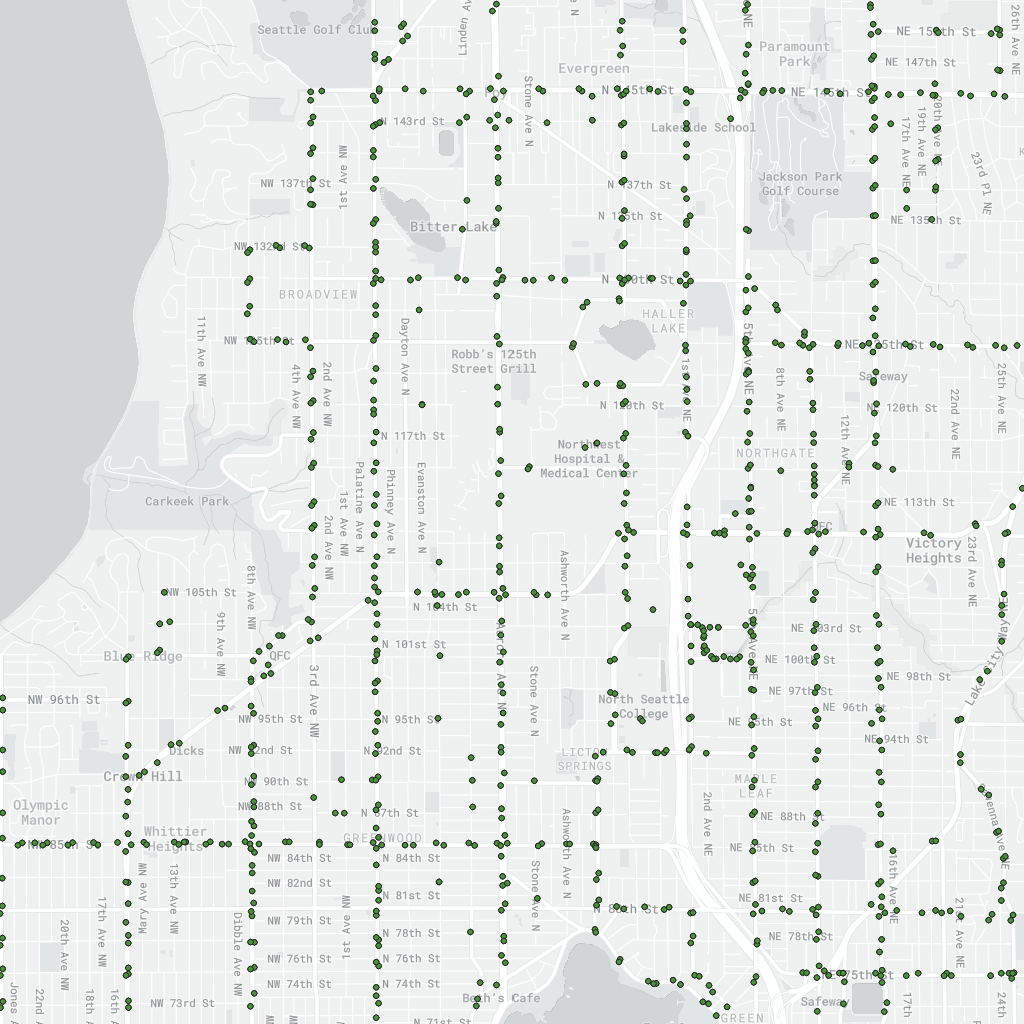 Seattle Golf Club
Linden Av
NE
26th Ave NE
Evergreen
Paramount
Park
NE 147th St
N 145th St
NE 145th St
Stone Ave N
N 143rd St
Lakeside School
19th Ave NE
17th Ave NE
1st Ave NW
NW 137th St
N 137th St
Jackson Park
Golf Course
23rd Pl NE
Bitter Lake
NE 135th St
NW 132nd St
N 130th St
BROADVIEW
HALLER
LAKE
11th Ave NW
Dayton Ave N
NE 125th St
Robb's 125th
Street Grill
4th Ave NW
2nd Ave NW
8th Ave NE
Safeway
25th Ave NE
22nd Ave NE
N 120th St
NE 120th St
N 117th St
12th Ave NE
Northwest
Hospital &
Medical Center
NORTHGATE
Carkeek Park
Palatine Ave N
Phinney Ave N
Evanston Ave N
1st Ave NW
2nd Ave NW
NE 113th St
Victory
Heights
23rd Ave NE
8th Ave NW
9th Ave NW
Ashworth Ave N
NW 105th St
N 104th St
N 101st St
NE 103rd St
Blue Ridge
QFC
NE 100th St
3rd Ave NW
Stone Ave N
NE 98th St
NE 97th St
NE 96th St
NW 96th St
North Seattle
College
Lake City Way NE
NW 95th St
N 95th St
NE 94th St
Dicks
N 92nd St
Crown Hill
NW 90th St
MAPLE
LEAF
Olympic
Manor
NW 88th St
N 87th St
NE 88th St
2nd Ave NE
Whittier
Heights
NW 85th St
GREENWOOD
NW 84th St
N 84th St
Ashworth Ave N
Stone Ave N
13th Ave NW
Mary Ave NW
16th Ave NE
NW 82nd St
N 81st St
NE 81st St
17th Ave NW
20th Ave NW
Dibble Ave NW
1st Ave NW
NW 79th St
N 78th St
NE 78th St
N 80th St
NW 76th St
N 76th St
NE 75th St
NW 74th St
N 74th St
NW 73rd St
Beth's Cafe
Safeway
N 71st St
GREEN
Jones A
22nd
18th A
16th A
17th
24th